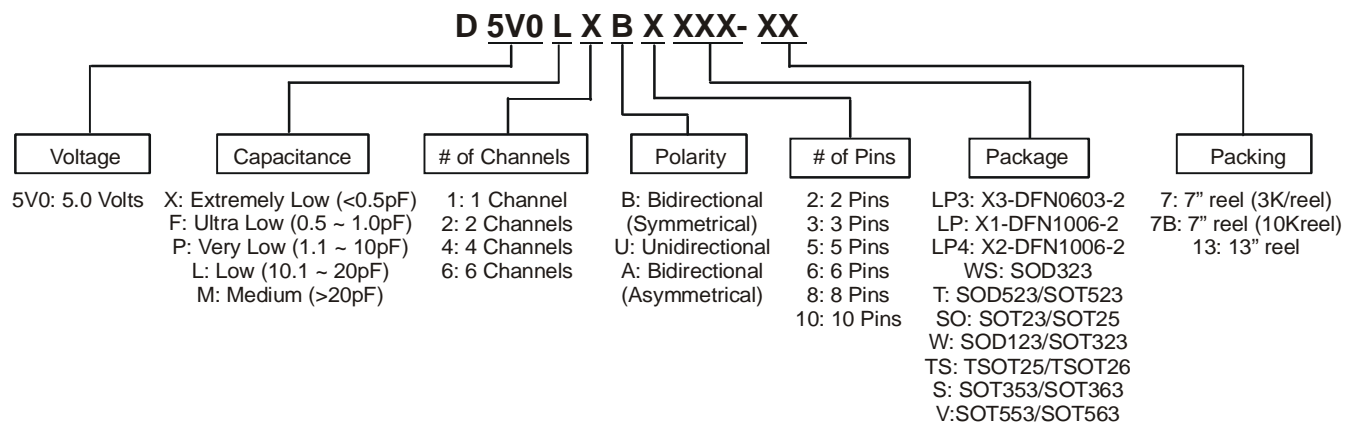 D 5V0 L X B X XXX- XX
Voltage
5V0: 5.0 Volts
Capacitance
X: Extremely Low (<0.5pF)
F: Ultra Low (0.5 ~ 1.0pF)
P: Very Low (1.1 ~ 10pF)
L: Low (10.1 ~ 20pF)
M: Medium (>20pF)
# of Channels
1: 1 Channel
2: 2 Channels
4: 4 Channels
6: 6 Channels
Polarity
B: Bidirectional
(Symmetrical)
U: Unidirectional
A: Bidirectional
(Asymmetrical)
# of Pins
2: 2 Pins
3: 3 Pins
5: 5 Pins
6: 6 Pins
8: 8 Pins
10: 10 Pins
Package
LP3: X3-DFN0603-2
LP: X1-DFN1006-2
LP4: X2-DFN1006-2
WS: SOD323
T: SOD523/SOT523
SO: SOT23/SOT25
W: SOD123/SOT323
TS: TSOT25/TSOT26
S: SOT353/SOT363
V:SOT553/SOT563
Packing
7: 7” reel (3K/reel)
7B: 7” reel (10Kreel)
13: 13” reel